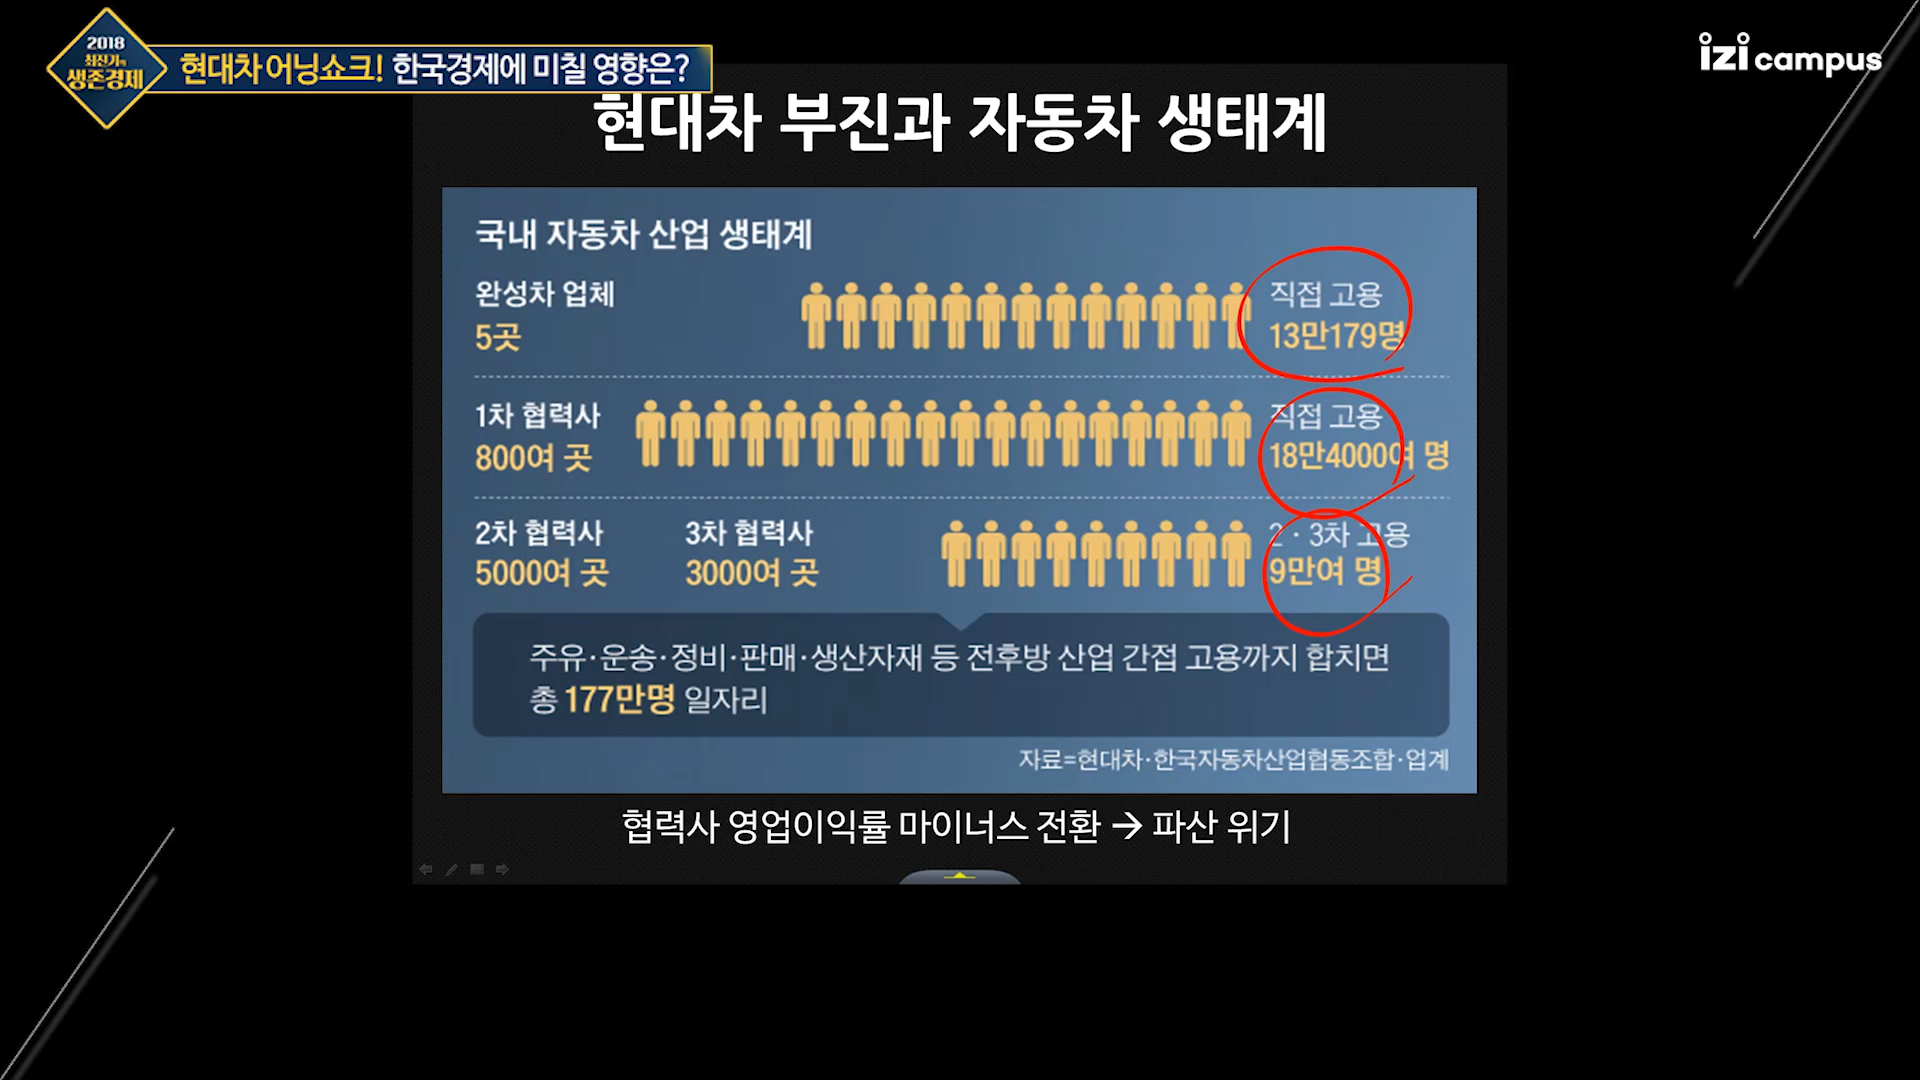 2018
최진기의
생존경제
현대차 어닝쇼크! 한국경제에 미칠 영향은?
izi campus
현대차 부진과 자동차 생태계
국내 자동차 산업 생태계
완성차 업체
5곳
직접 고용
13만179명
1차 협력사
800여 곳
직접 고용
18만4000여 명
2차 협력사
5000여 곳
3차 협력사
3000여 곳
2·3차 고용
9만여 명
주유·운송·정비·판매·생산자재 등 전후방 산업 간접 고용까지 합치면
총 177만명 일자리
자료=현대차·한국자동차산업협동조합·업계
협력사 영업이익률 마이너스 전환 → 파산 위기